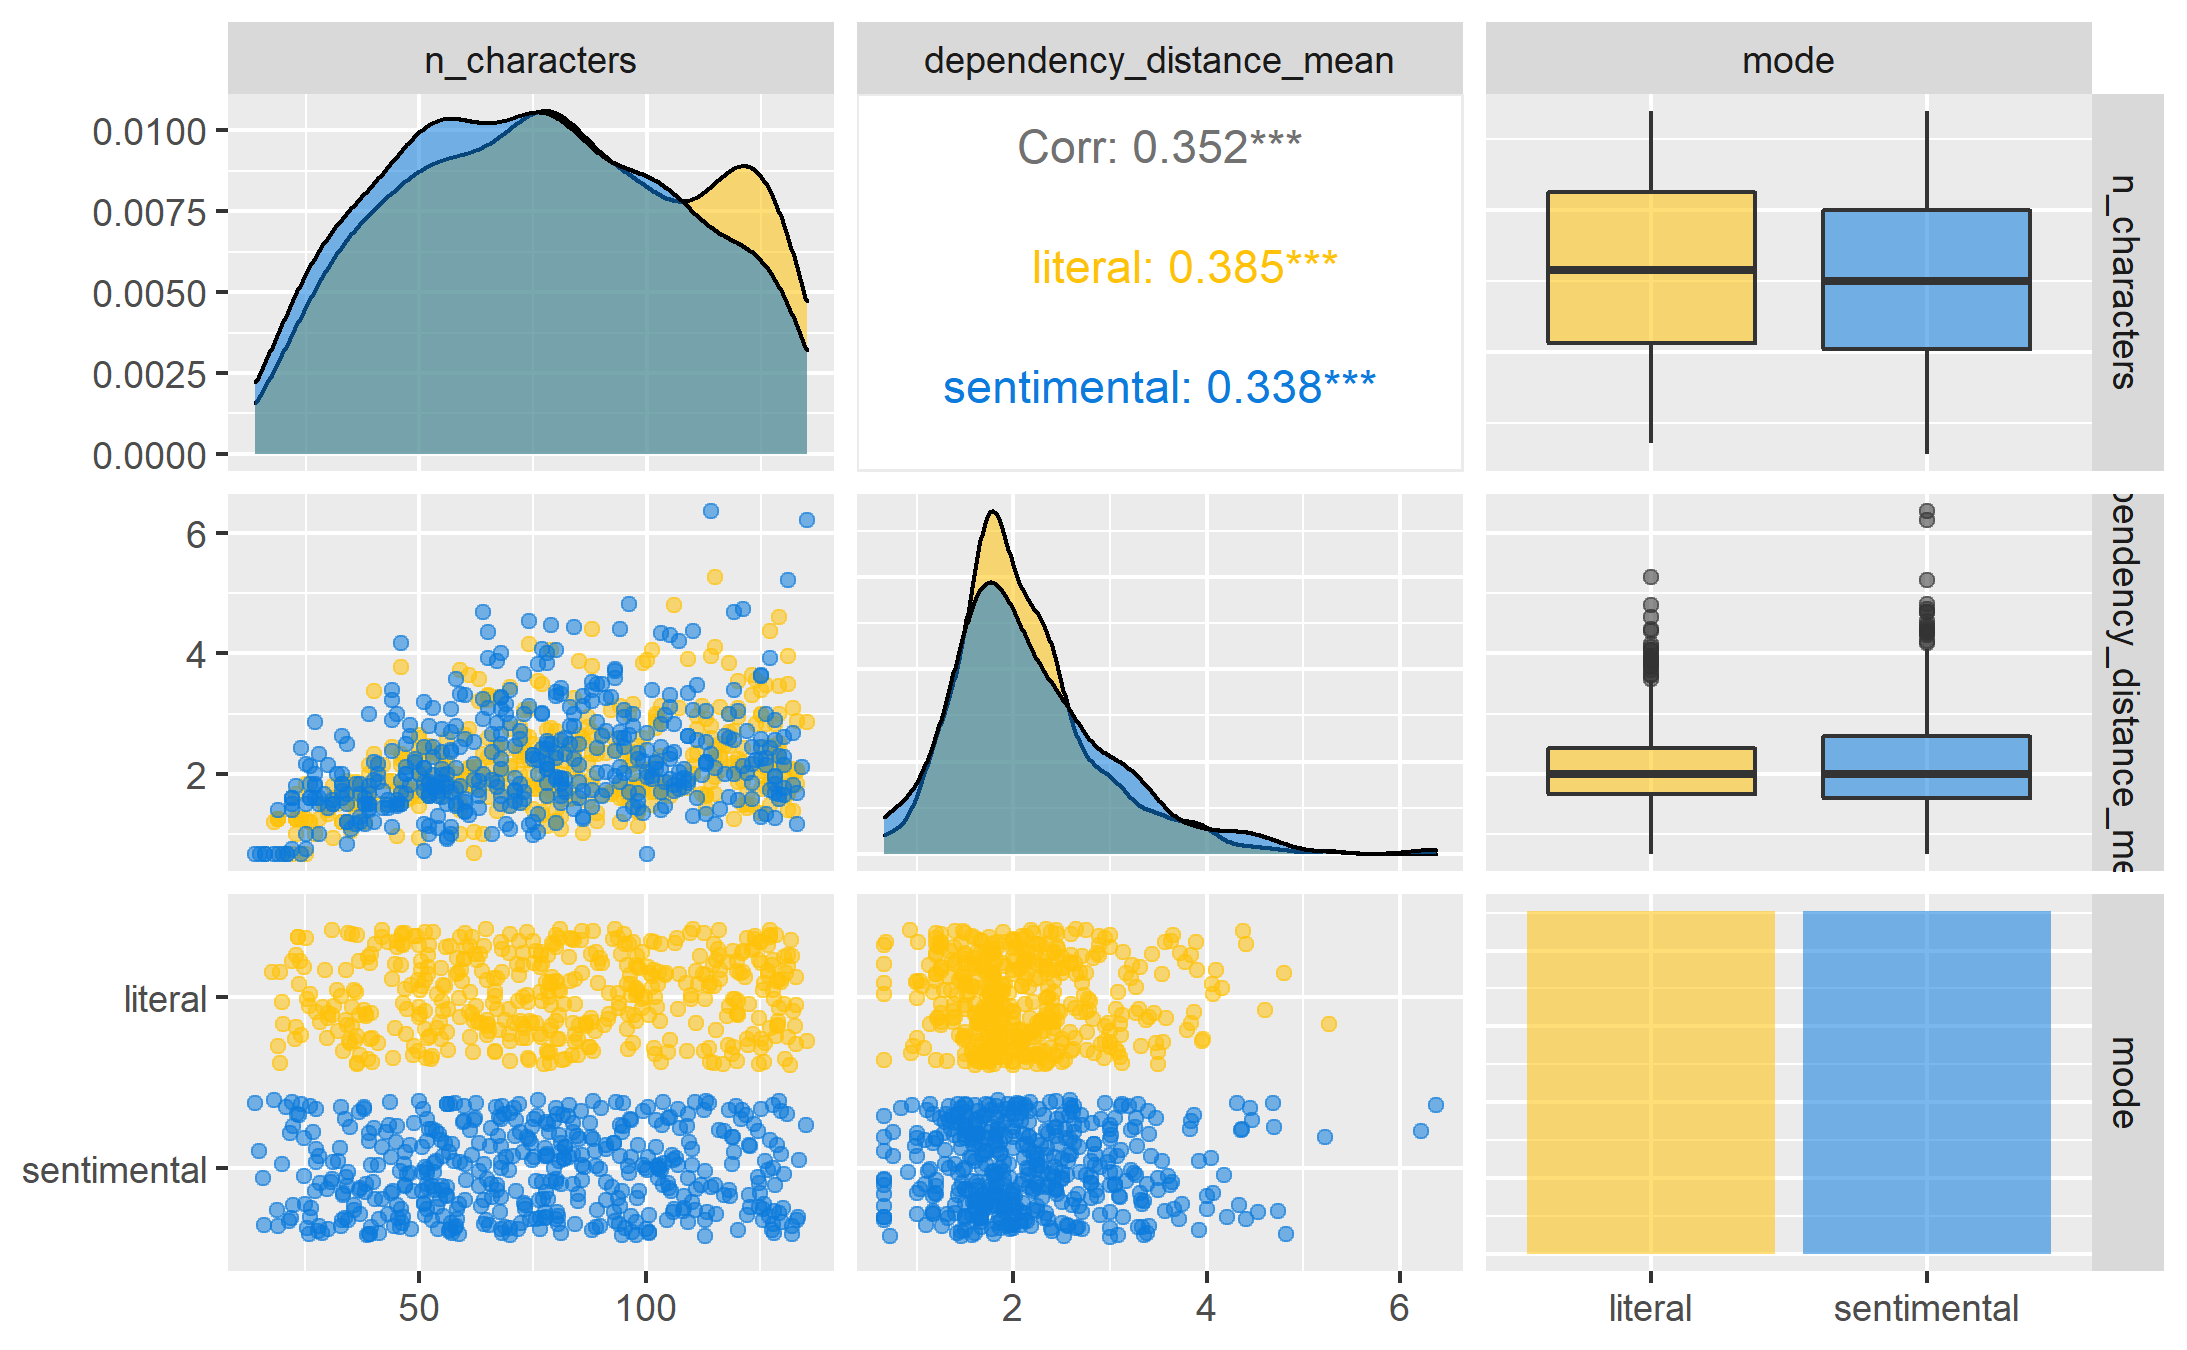 n_characters
dependency_distance_mean
mode
0.0100
0.0075
0.0050
0.0025
0.0000
Corr: 0.352***
literal: 0.385***
sentimental: 0.338***
n_characters
6
4
2
pendency_distance_me
literal
sentimental
mode
50
100
2
4
6
literal
sentimental